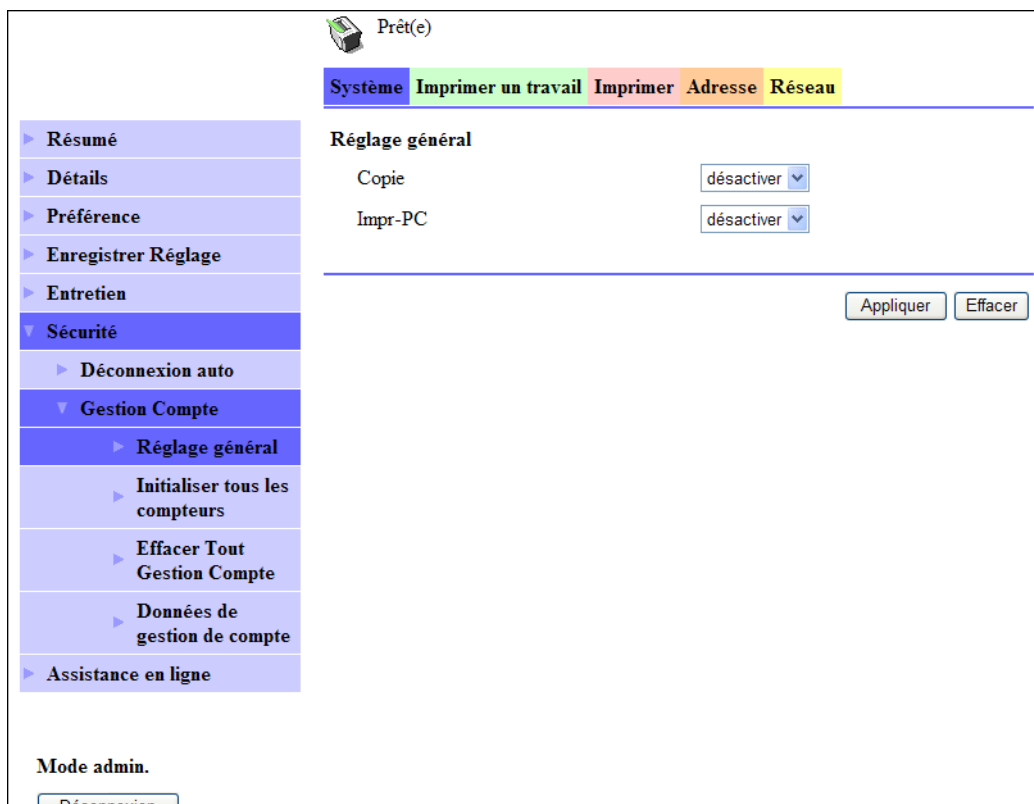 Prêt(e)
Système Imprimer un travail Imprimer Adresse Réseau
Résumé
Détails
Préférence
Enregistrer Réglage
Entretien
Sécurité
Déconnexion auto
Gestion Compte
Réglage général
Initialiser tous les
compteurs
Effacer Tout
Gestion Compte
Données de
gestion de compte
Assistance en ligne
Mode admin.
Déconnexion
Réglage général
Copie désactiver
Impr-PC désactiver
Appliquer Effacer